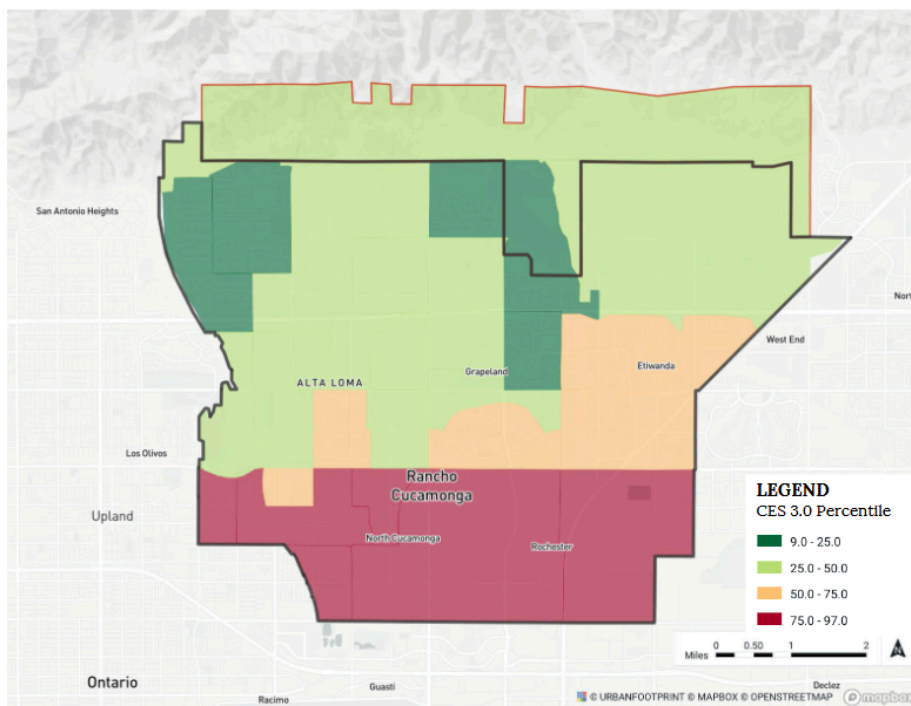 San Antonio Heights
West End
Grapeland
Etiwanda
ALTA LOMA
Los Olivos
Rancho
Cucamonga
Upland
North Cucamonga
Rochester
LEGEND
CES 3.0 Percentile
9.0 - 25.0
25.0 - 50.0
50.0 - 75.0
75.0 - 97.0
0 0.50 1 2
Miles
Ontario
Guasti
Racimo
Declez
© URBANFOOTPRINT © MAPBOX © OPENSTREETMAP
mapbox